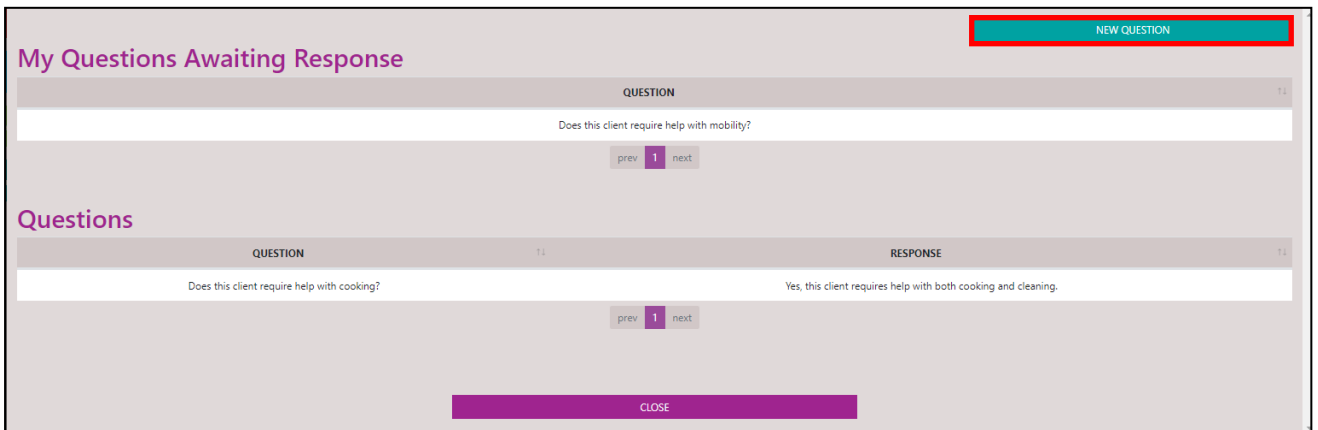 NEW QUESTION
My Questions Awaiting Response
QUESTION
Does this client require help with mobility?
prev 1 next
Questions
QUESTION RESPONSE
Does this client require help with cooking? Yes, this client requires help with both cooking and cleaning.
prev 1 next
CLOSE